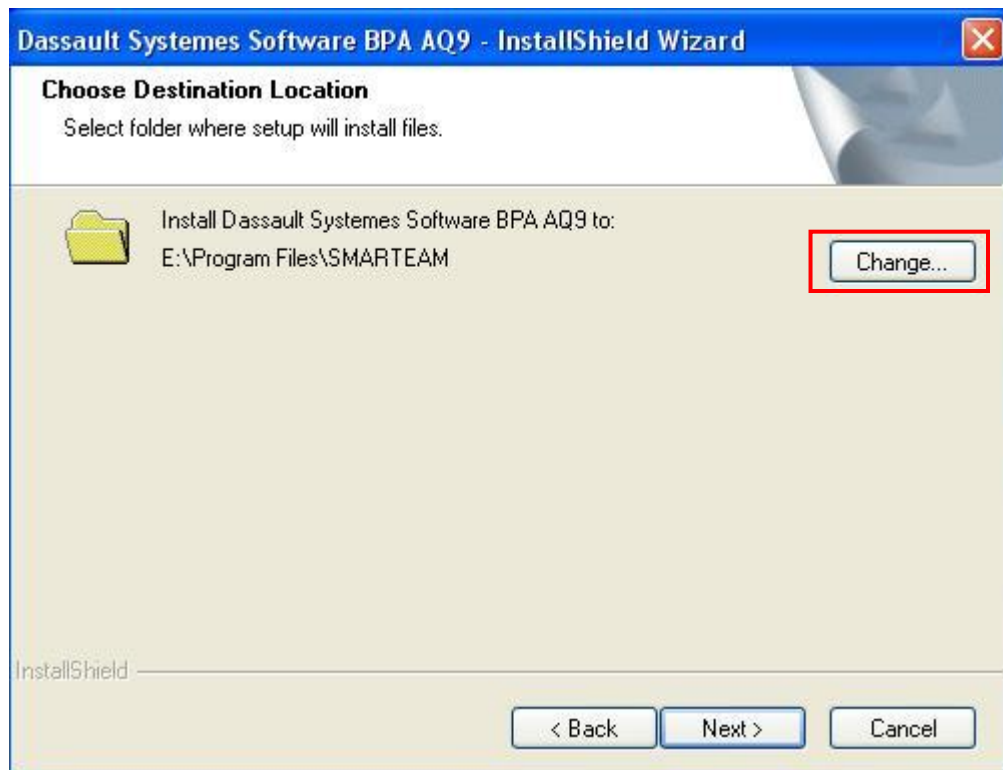 Dassault Systemes Software BPA AQ9 - InstallShield Wizard
Choose Destination Location
Select folder where setup will install files.
Install Dassault Systemes Software BPA AQ9 to:
E:\Program Files\SMARTEAM
Change...
InstallShield
< Back
Next >
Cancel